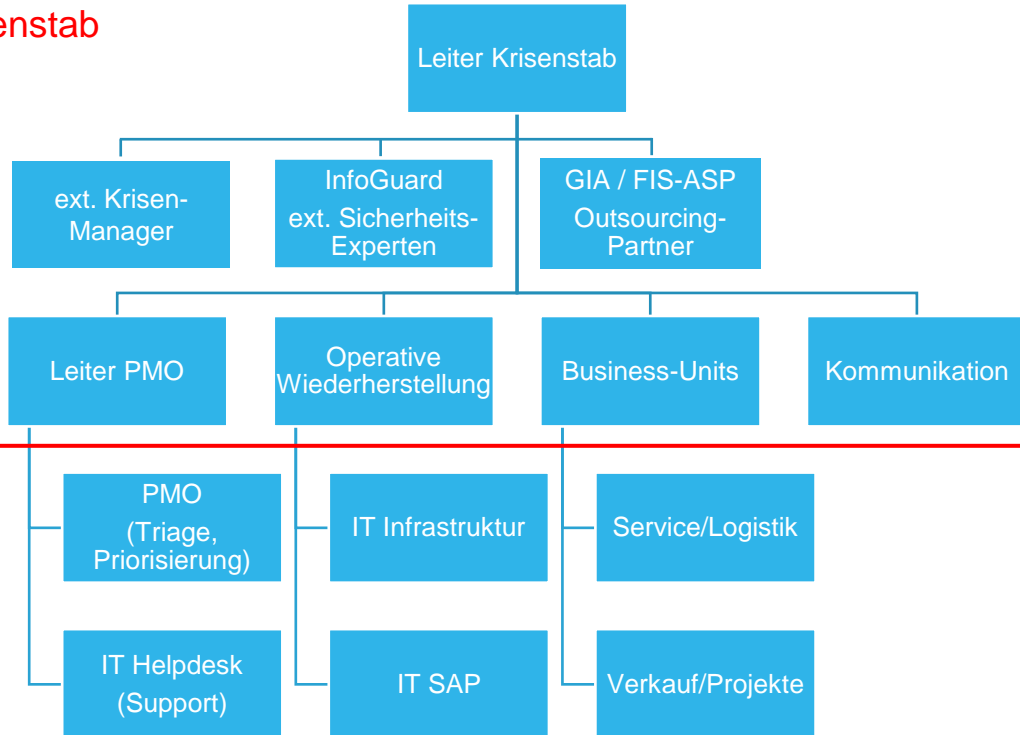 Leiter Krisenstab
ext. Krisen-
Manager
InfoGuard
ext. Sicherheits-
Experten
GIA / FIS-ASP
Outsourcing-
Partner
Leiter PMO
Operative
Wiederherstellung
Business-Units
Kommunikation
PMO
(Triage,
Priorisierung)
IT Infrastruktur
Service/Logistik
IT Helpdesk
(Support)
IT SAP
Verkauf/Projekte